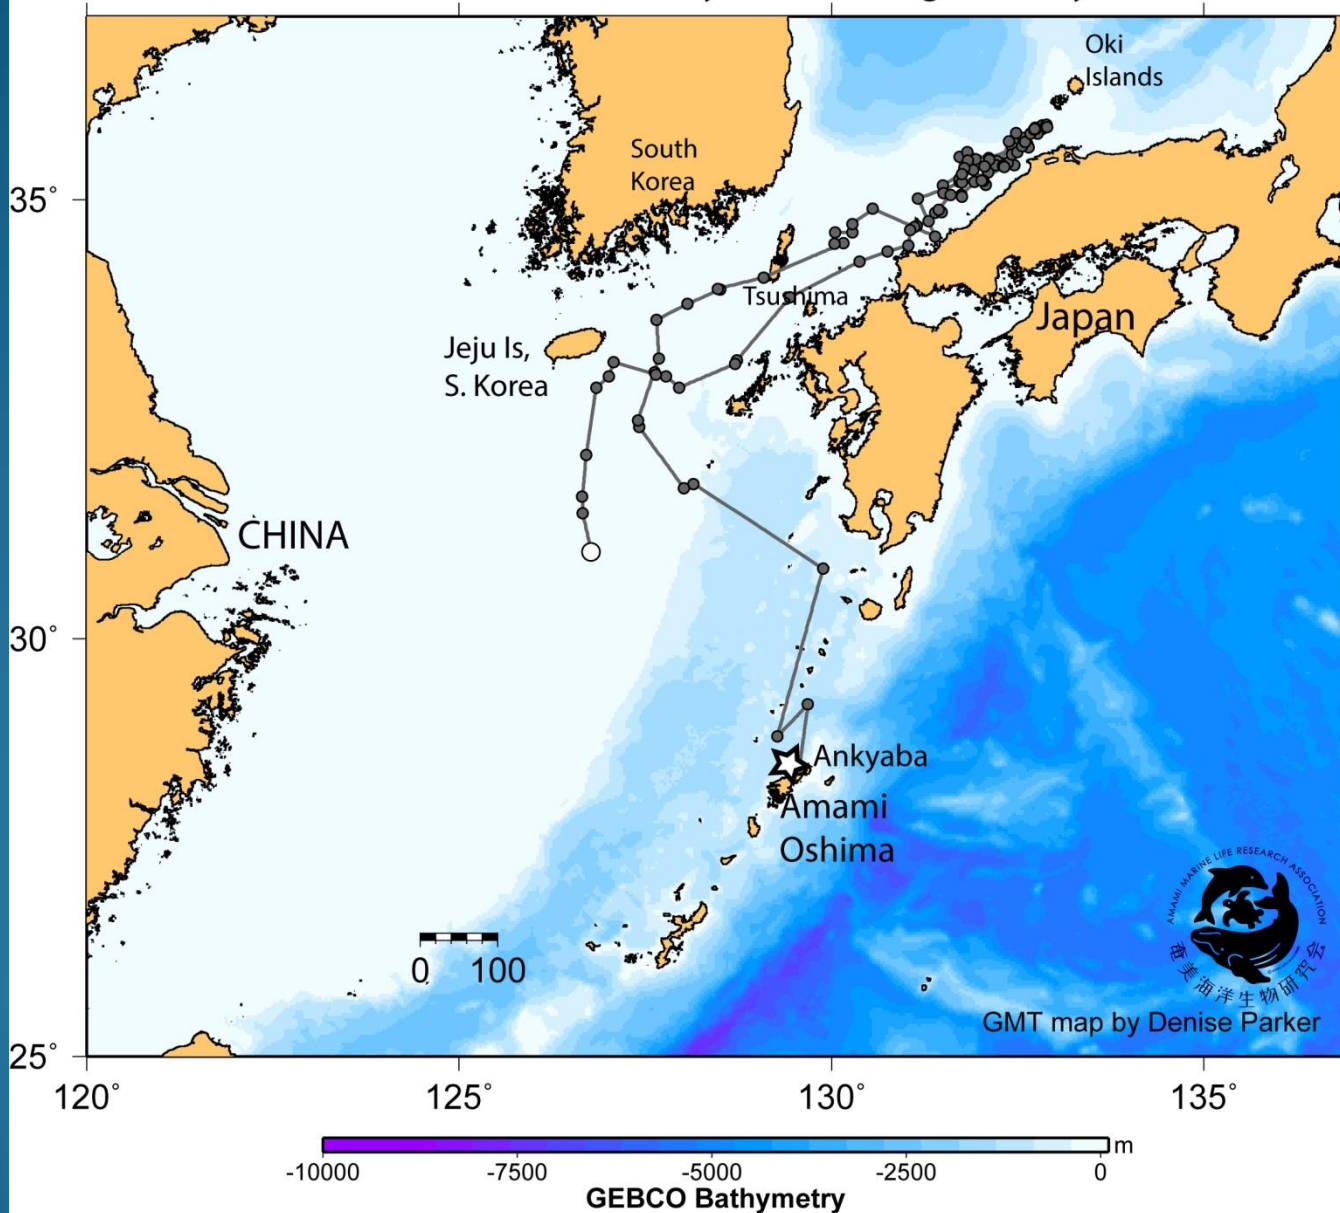 Oki
Islands
South
Korea
35°
Tsushima
Japan
Jeju Is,
S. Korea
CHINA
30°
Ankyaba
Amami
Oshima
AMAMI MARINE LIFE RESEARCH ASSOCIATION
奄美海洋生物研究会
0 100
GMT map by Denise Parker
25°
120° 125° 130° 135°
m
-10000 -7500 -5000 -2500 0
GEBCO Bathymetry